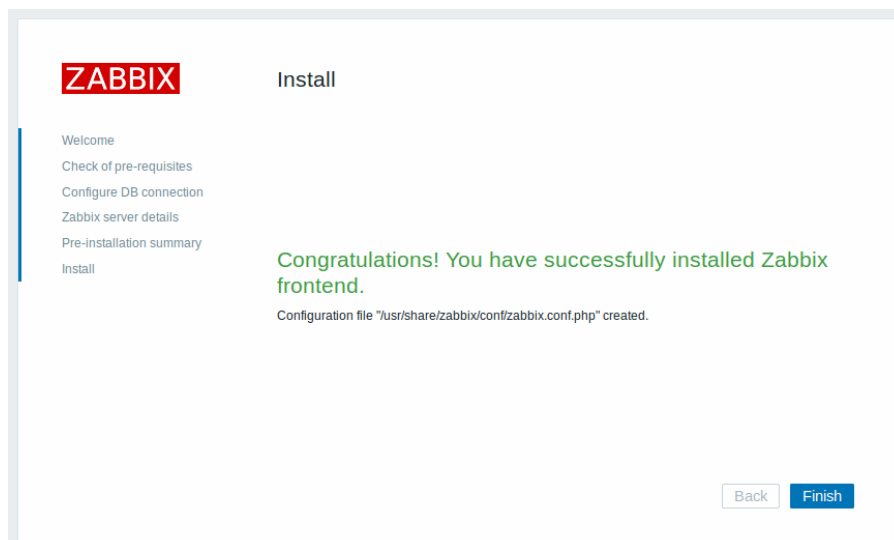 ZABBIX
Install
Welcome
Check of pre-requisites
Configure DB connection
Zabbix server details
Pre-installation summary
Install
Congratulations! You have successfully installed Zabbix
frontend.
Configuration file "/usr/share/zabbix/conf/zabbix.conf.php" created.
Back
Finish